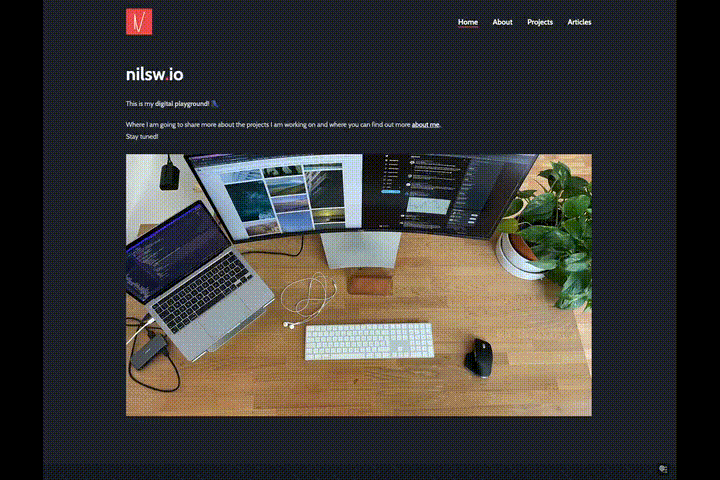 Home About Projects Articles
nilsw.io
This is my digital playground!
Where I am going to share more about the projects I am working on and where you can find out more about me.
Stay tuned!